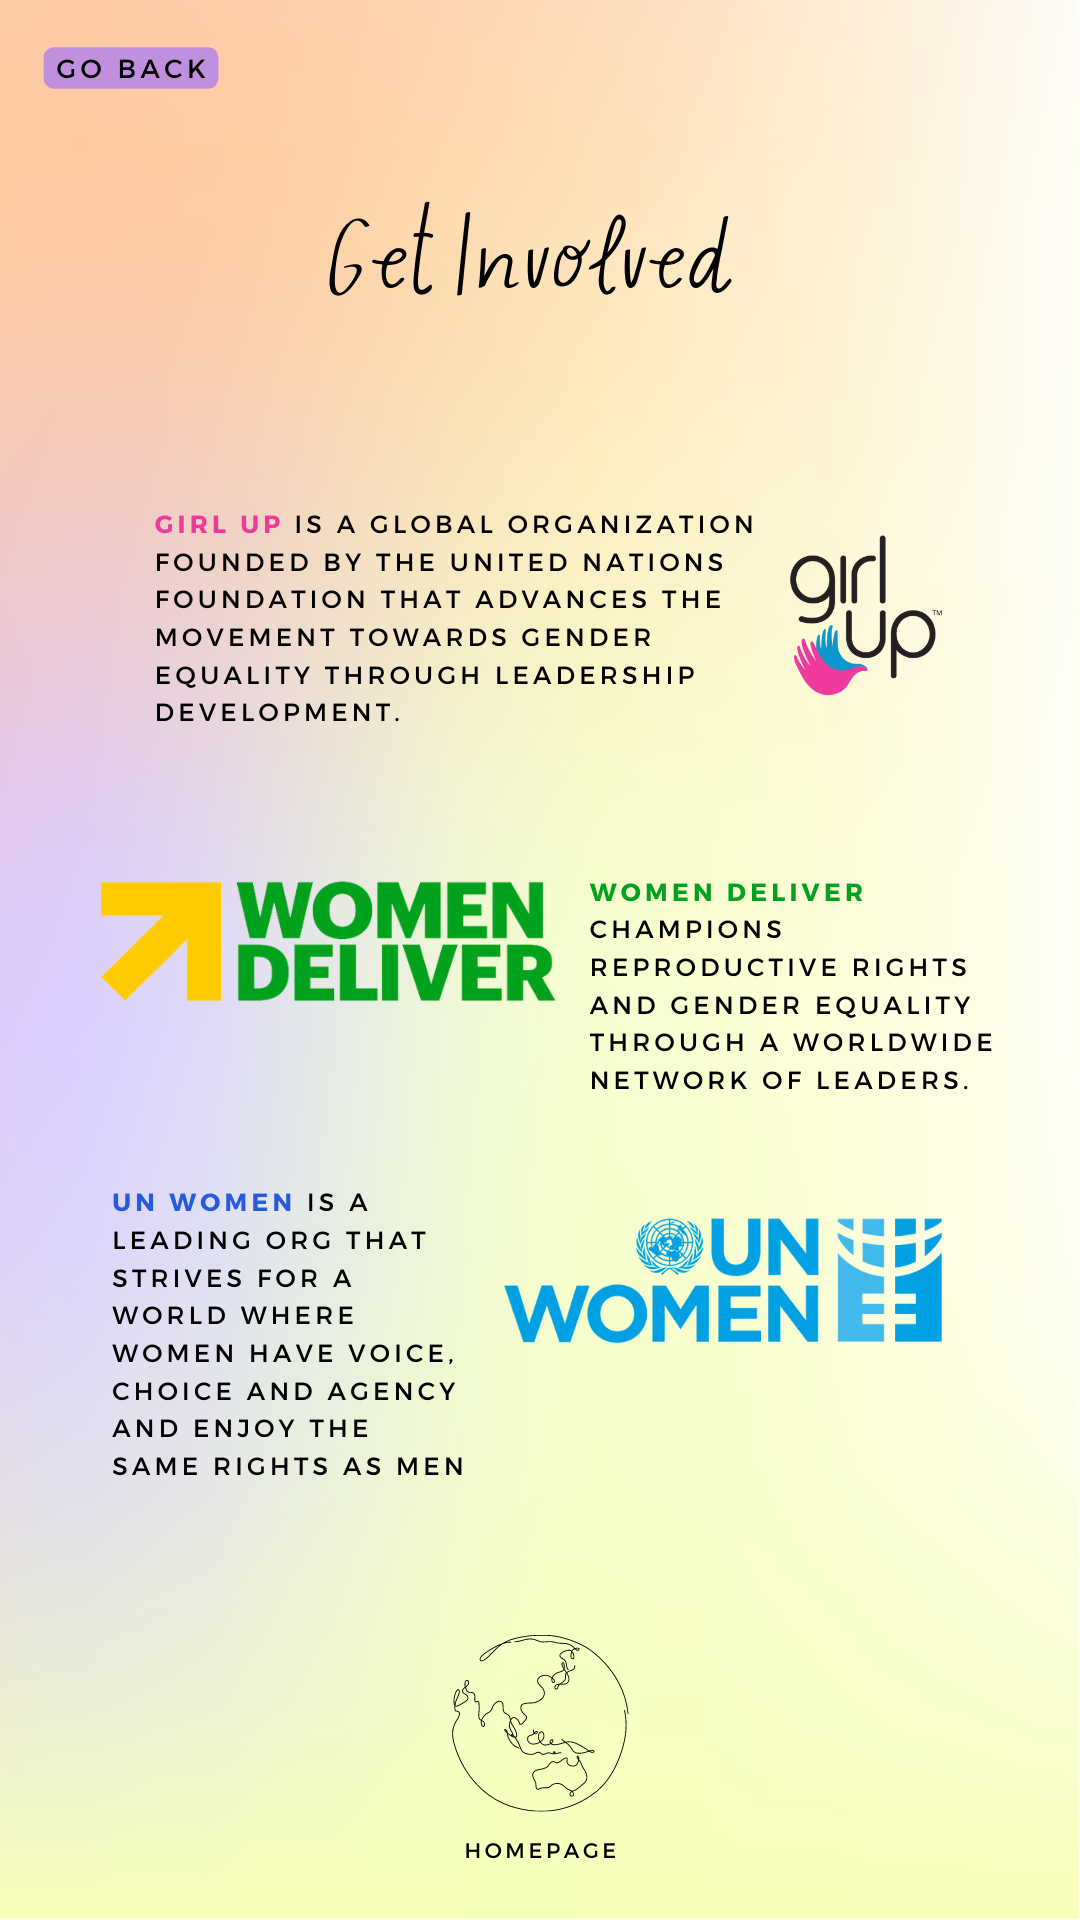 GO BACK
Get Involved
GIRL UP IS A GLOBAL ORGANIZATION
FOUNDED BY THE UNITED NATIONS
FOUNDATION THAT ADVANCES THE
MOVEMENT TOWARDS GENDER
EQUALITY THROUGH LEADERSHIP
DEVELOPMENT.
girl
up™
WOMEN
DELIVER
WOMEN DELIVER
CHAMPIONS
REPRODUCTIVE RIGHTS
AND GENDER EQUALITY
THROUGH A WORLDWIDE
NETWORK OF LEADERS.
UN WOMEN IS A
LEADING ORG THAT
STRIVES FOR A
WORLD WHERE
WOMEN HAVE VOICE,
CHOICE AND AGENCY
AND ENJOY THE
SAME RIGHTS AS MEN
UN
WOMEN
HOMEPAGE